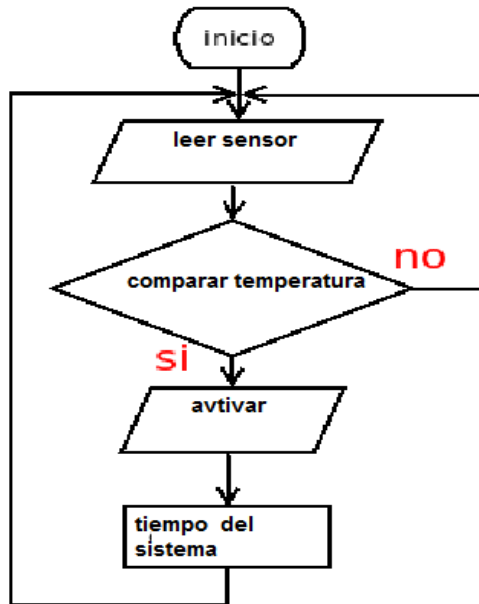 inicio
leer sensor
comparar temperatura
no
si
avtivar
tiempo del
sistema